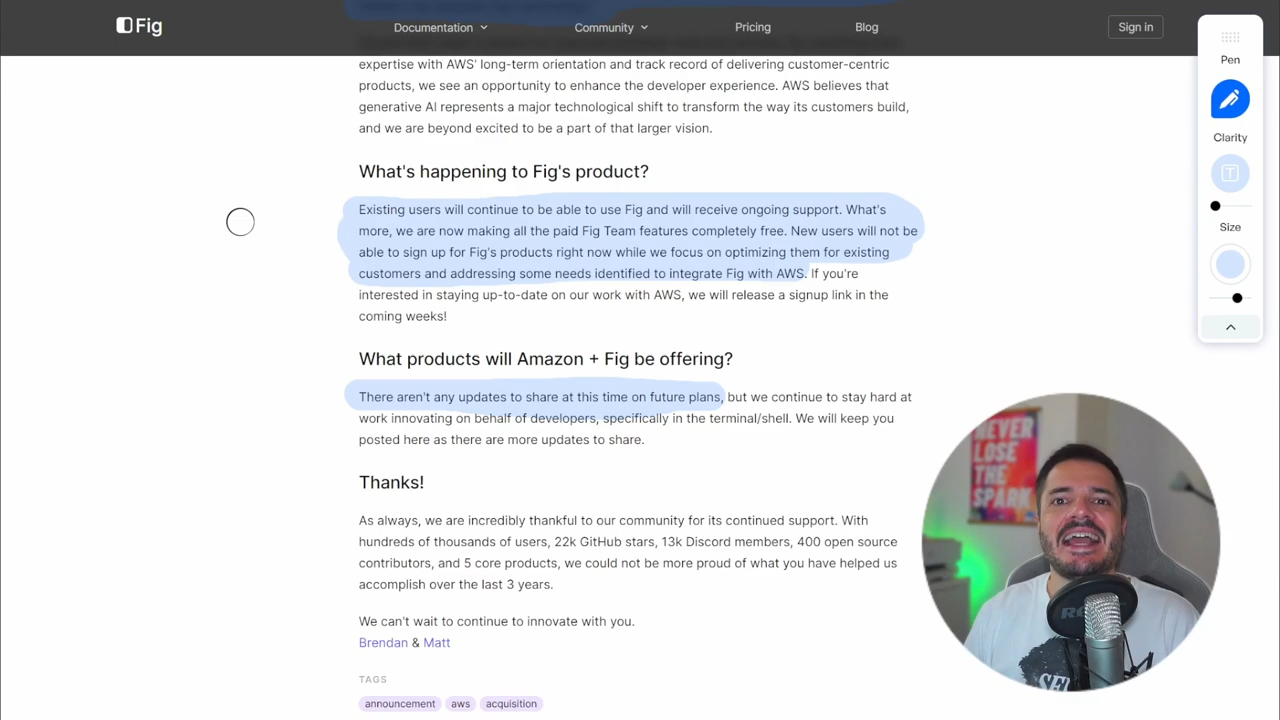 Fig
Documentation
Community
Pricing
Blog
Sign in
expertise with AWS' long-term orientation and track record of delivering customer-centric
products, we see an opportunity to enhance the developer experience. AWS believes that
generative AI represents a major technological shift to transform the way its customers build,
and we are beyond excited to be a part of that larger vision.
What's happening to Fig's product?
Existing users will continue to be able to use Fig and will receive ongoing support. What's
more, we are now making all the paid Fig Team features completely free. New users will not be
able to sign up for Fig's products right now while we focus on optimizing them for existing
customers and addressing some needs identified to integrate Fig with AWS. If you're
interested in staying up-to-date on our work with AWS, we will release a signup link in the
coming weeks!
What products will Amazon + Fig be offering?
There aren't any updates to share at this time on future plans, but we continue to stay hard at
work innovating on behalf of developers, specifically in the terminal/shell. We will keep you
posted here as there are more updates to share.
Thanks!
As always, we are incredibly thankful to our community for its continued support. With
hundreds of thousands of users, 22k GitHub stars, 13k Discord members, 400 open source
contributors, and 5 core products, we could not be more proud of what you have helped us
accomplish over the last 3 years.
We can't wait to continue to innovate with you.
Brendan & Matt
TAGS
announcement
aws
acquisition
Pen
Clarity
T
Size
NEVER
LOSE
THE
SPARK